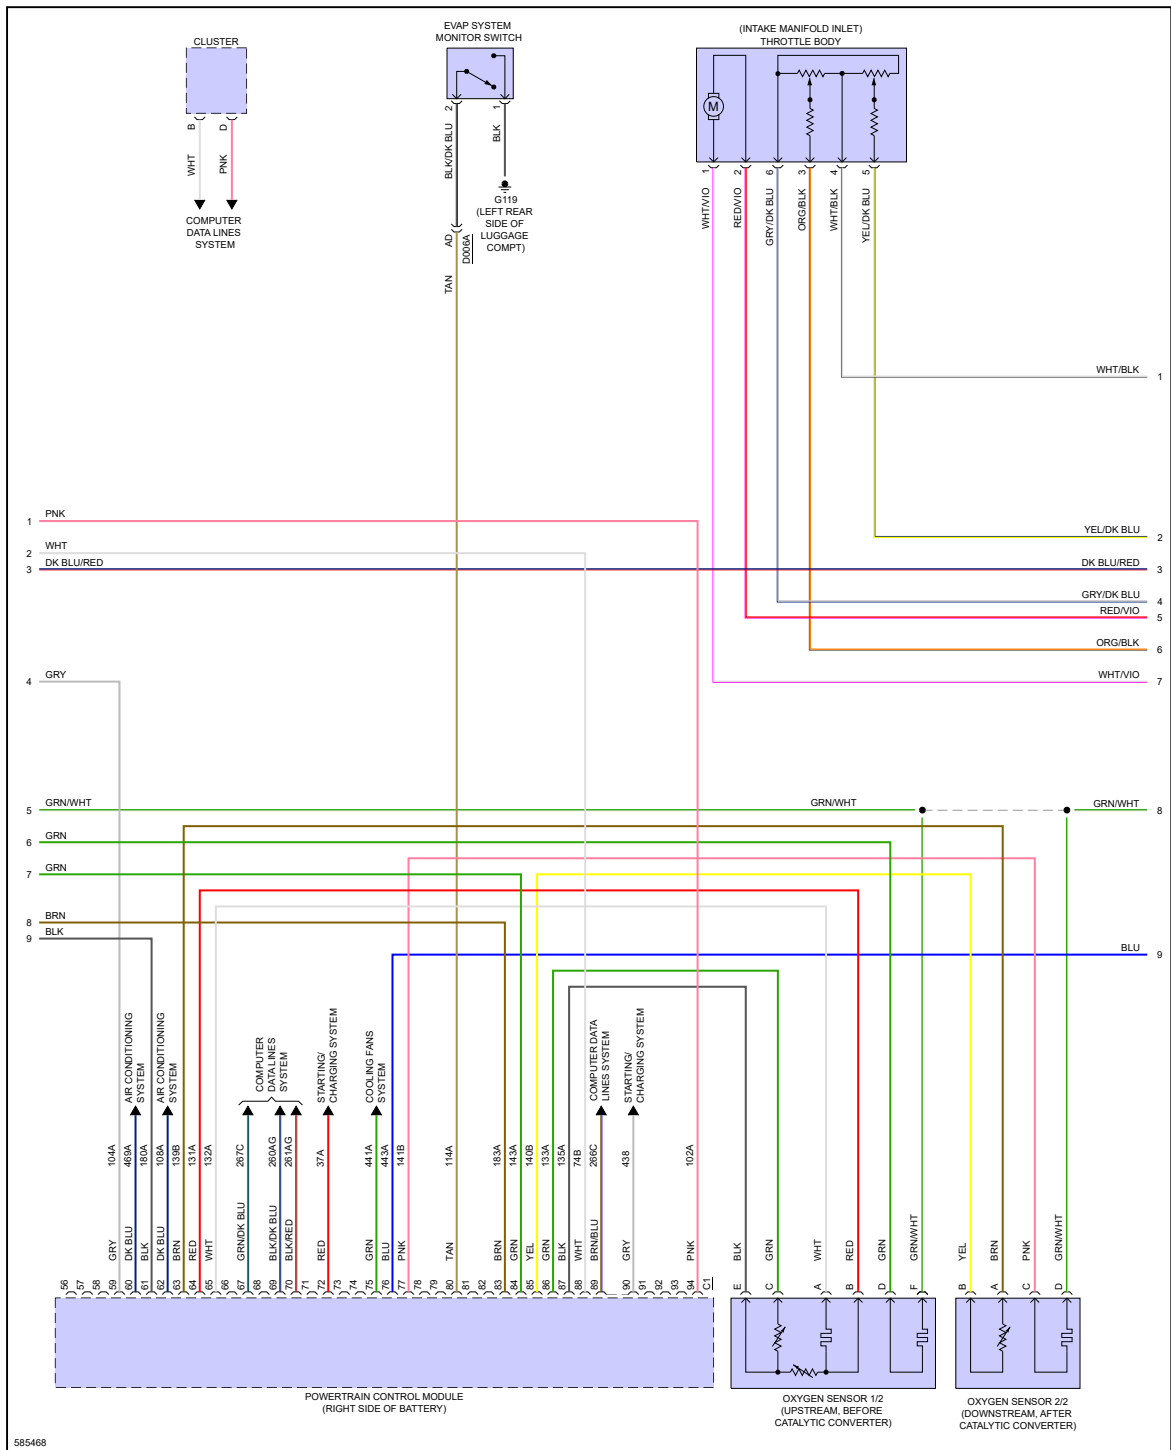 CLUSTER
B
D
WHT
PNK
COMPUTER
DATA LINES
SYSTEM
EVAP SYSTEM
MONITOR SWITCH
2
1
BLK/DK BLU
BLK
G119
(LEFT REAR
SIDE OF
LUGGAGE
COMPT)
AD
D006A
TAN
(INTAKE MANIFOLD INLET)
THROTTLE BODY
M
1
2
6
3
4
5
WHT/VIO
RED/VIO
GRY/DK BLU
ORG/BLK
WHT/BLK
YEL/DK BLU
WHT/BLK 1
1 PNK
YEL/DK BLU 2
2 WHT
3 DK BLU/RED
DK BLU/RED 3
GRY/DK BLU 4
RED/VIO 5
ORG/BLK 6
4 GRY
WHT/VIO 7
5 GRN/WHT
GRN/WHT
GRN/WHT 8
6 GRN
7 GRN
8 BRN
9 BLK
BLU 9
AIR CONDITIONING
SYSTEM
AIR CONDITIONING
SYSTEM
COMPUTER
DATA LINES
SYSTEM
STARTING/
CHARGING SYSTEM
COOLING FANS
SYSTEM
COMPUTER DATA
LINES SYSTEM
STARTING/
CHARGING SYSTEM
104A
469A
180A
108A
139B
131A
132A
267C
260AG
261AG
37A
441A
443A
141B
114A
183A
143A
140B
133A
135A
74B
266C
438
102A
GRY
DK BLU
BLK
DK BLU
BRN
RED
WHT
GRN/DK BLU
BLK/DK BLU
BLK/RED
RED
GRN
BLU
PNK
TAN
BRN
GRN
YEL
GRN
BLK
WHT
BRN/BLU
GRY
PNK
BLK
GRN
WHT
RED
GRN
GRN/WHT
YEL
BRN
PNK
GRN/WHT
56
57
58
59
60
61
62
63
64
65
66
67
68
69
70
71
72
73
74
75
76
77
78
79
80
81
82
83
84
85
86
87
88
89
90
91
92
93
94
C1
E
C
A
B
D
F
B
A
C
D
POWERTRAIN CONTROL MODULE
(RIGHT SIDE OF BATTERY)
OXYGEN SENSOR 1/2
(UPSTREAM, BEFORE
CATALYTIC CONVERTER)
OXYGEN SENSOR 2/2
(DOWNSTREAM, AFTER
CATALYTIC CONVERTER)
585468